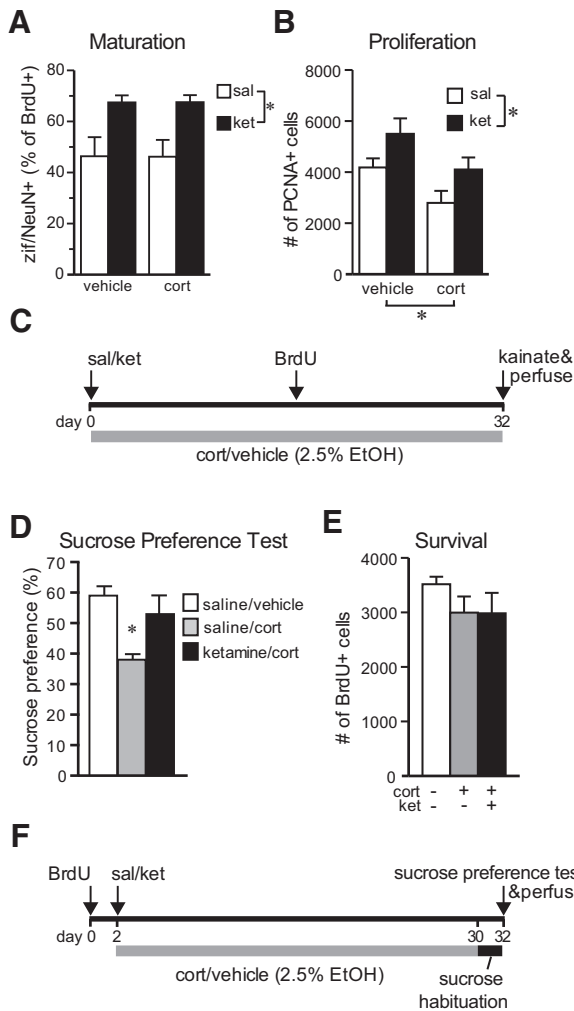 A
Maturation
zif/NeuN+ (% of BrdU+)
80
60
40
20
0
sal
ket
*
vehicle
cort
B
Proliferation
# of PCNA+ cells
8000
6000
4000
2000
0
sal
ket
*
vehicle
cort
*
C
sal/ket
BrdU
kainate&
perfuse
day 0
32
cort/vehicle (2.5% EtOH)
D
Sucrose Preference Test
Sucrose preference (%)
70
60
50
40
30
20
10
0
*
saline/vehicle
saline/cort
ketamine/cort
E
Survival
# of BrdU+ cells
4000
3000
2000
1000
0
cort - + +
ket - - +
F
BrdU
sal/ket
sucrose preference tes
&perfus
day 0
2
30
32
cort/vehicle (2.5% EtOH)
sucrose
habituation